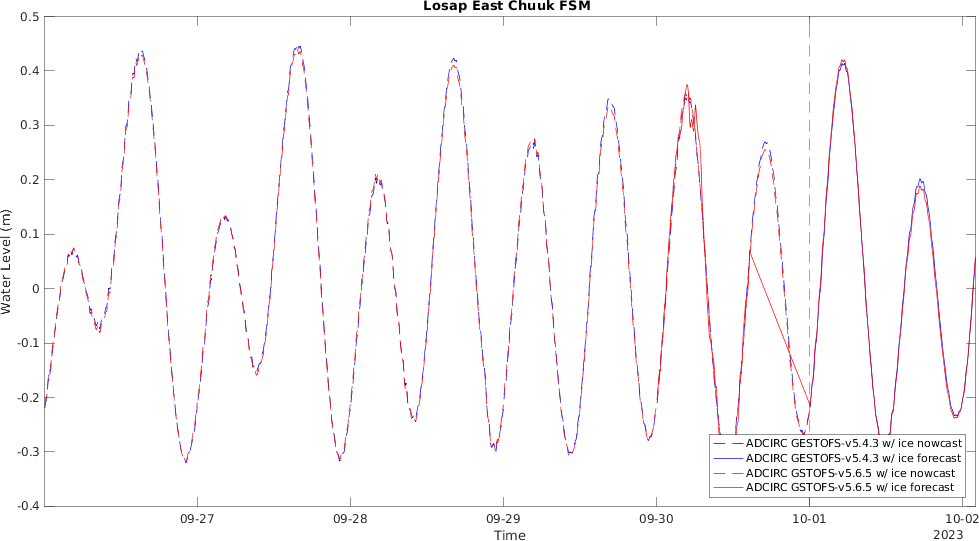 Losap East Chuuk FSM
0.5
0.4
0.3
0.2
0.1
0
-0.1
-0.2
-0.3
-0.4
Water Level (m)
ADCIRC GESTOFS-v5.4.3 w/ ice nowcast
ADCIRC GESTOFS-v5.4.3 w/ ice forecast
ADCIRC GSTOFS-v5.6.5 w/ ice nowcast
ADCIRC GSTOFS-v5.6.5 w/ ice forecast
09-27 09-28 09-29 09-30 10-01 10-02
Time
2023